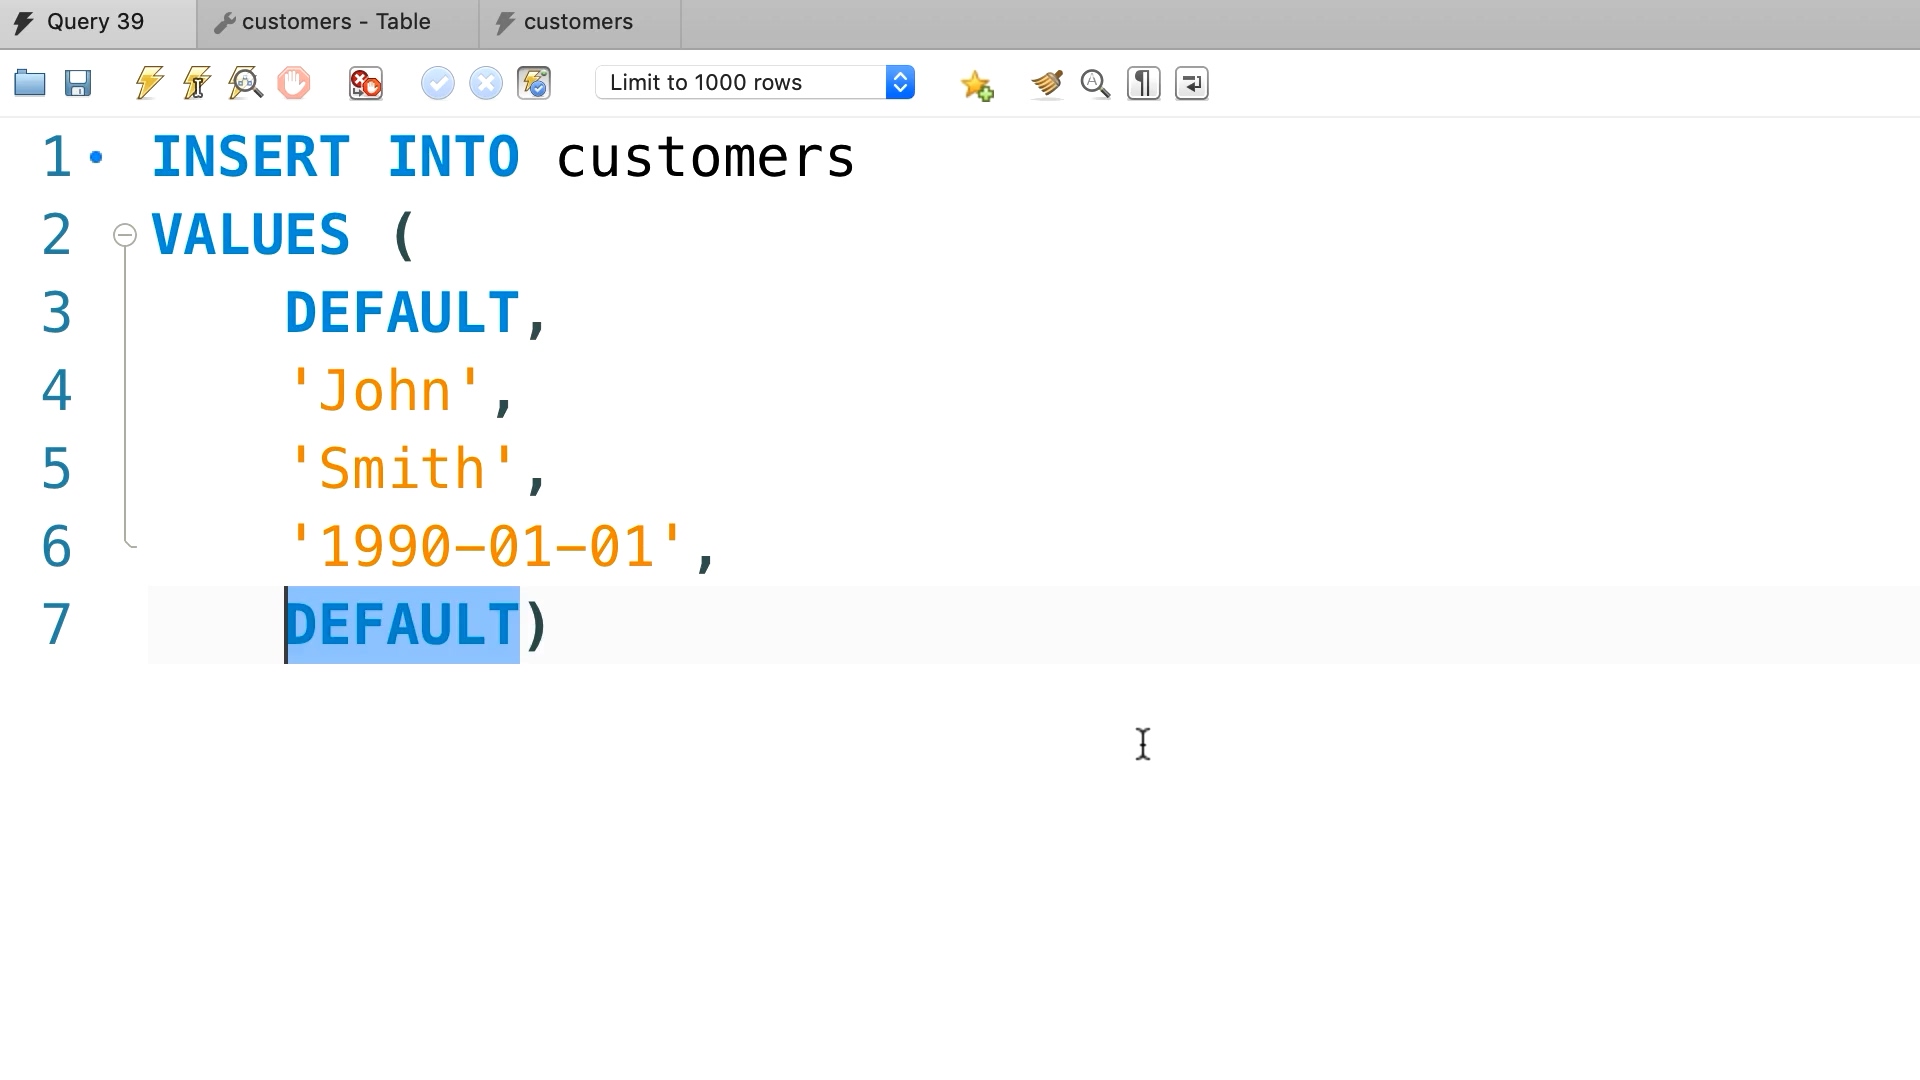 Query 39 customers - Table customers
Limit to 1000 rows
1 INSERT INTO customers
2 VALUES (
3 DEFAULT,
4 'John',
5 'Smith',
6 '1990-01-01',
7 DEFAULT)